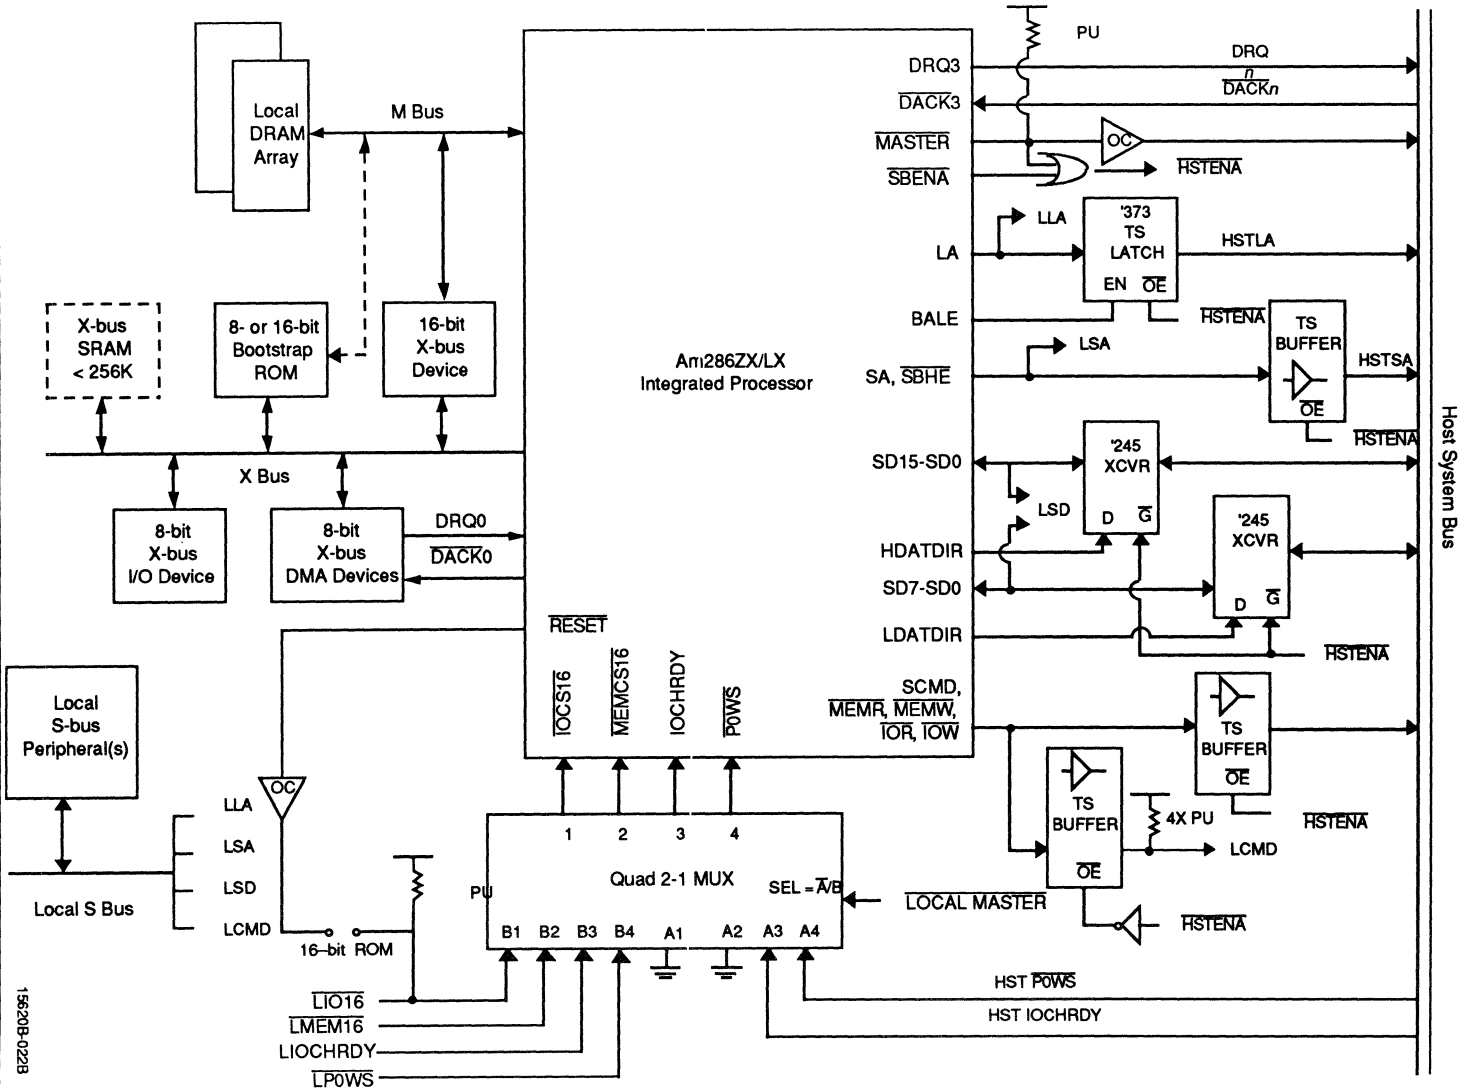 PU
DRQ3
DRQ
n
DACK3
DACKn
Local
DRAM
Array
M Bus
MASTER
OC
SBENA
HSTENA
LA
LLA
'373
TS
LATCH
EN OE
HSTLA
BALE
HSTENA
X-bus
SRAM
< 256K
8- or 16-bit
Bootstrap
ROM
16-bit
X-bus
Device
Am286ZX/LX
Integrated Processor
LSA
SA, SBHE
TS
BUFFER
OE
HSTSA
HSTENA
Host System Bus
X Bus
SD15-SD0
'245
XCVR
D G
LSD
8-bit
X-bus
I/O Device
8-bit
X-bus
DMA Devices
DRQ0
DACK0
HDATDIR
SD7-SD0
LDATDIR
'245
XCVR
D G
HSTENA
RESET
IOCS16
MEMCS16
IOCHRDY
P0WS
SCMD,
MEMR, MEMW,
IOR, IOW
TS
BUFFER
OE
HSTENA
TS
BUFFER
OE
4X PU
LCMD
HSTENA
Local
S-bus
Peripheral(s)
OC
LLA
LSA
LSD
LCMD
Local S Bus
16–bit ROM
PU
1 2 3 4
Quad 2-1 MUX
SEL = A/B
LOCAL MASTER
B1 B2 B3 B4 A1 A2 A3 A4
LIO16
LMEM16
LIOCHRDY
LP0WS
HST P0WS
HST IOCHRDY
15620B-022B